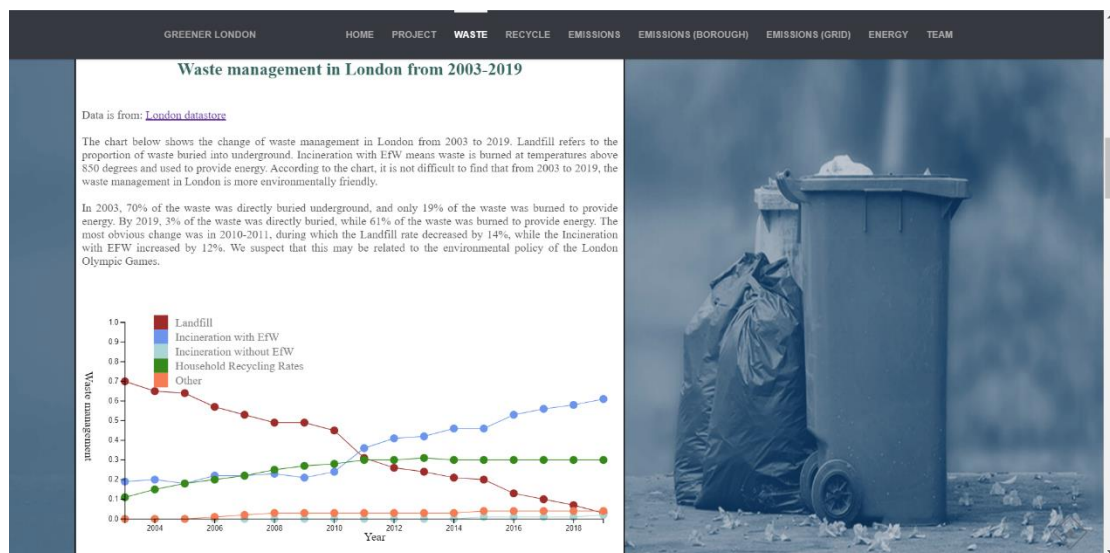 GREENER LONDON HOME PROJECT WASTE RECYCLE EMISSIONS EMISSIONS (BOROUGH) EMISSIONS (GRID) ENERGY TEAM
Waste management in London from 2003-2019
Data is from: London datastore
The chart below shows the change of waste management in London from 2003 to 2019. Landfill refers to the
proportion of waste buried into underground. Incineration with EfW means waste is burned at temperatures above
850 degrees and used to provide energy. According to the chart, it is not difficult to find that from 2003 to 2019, the
waste management in London is more environmentally friendly.
In 2003, 70% of the waste was directly buried underground, and only 19% of the waste was burned to provide
energy. By 2019, 3% of the waste was directly buried, while 61% of the waste was burned to provide energy. The
most obvious change was in 2010-2011, during which the Landfill rate decreased by 14%, while the Incineration
with EFW increased by 12%. We suspect that this may be related to the environmental policy of the London
Olympic Games.
Landfill
Incineration with EfW
Incineration without EfW
Household Recycling Rates
Other
Waste management
1.0
0.9
0.8
0.7
0.6
0.5
0.4
0.3
0.2
0.1
0.0
2004 2006 2008 2010 2012 2014 2016 2018
Year